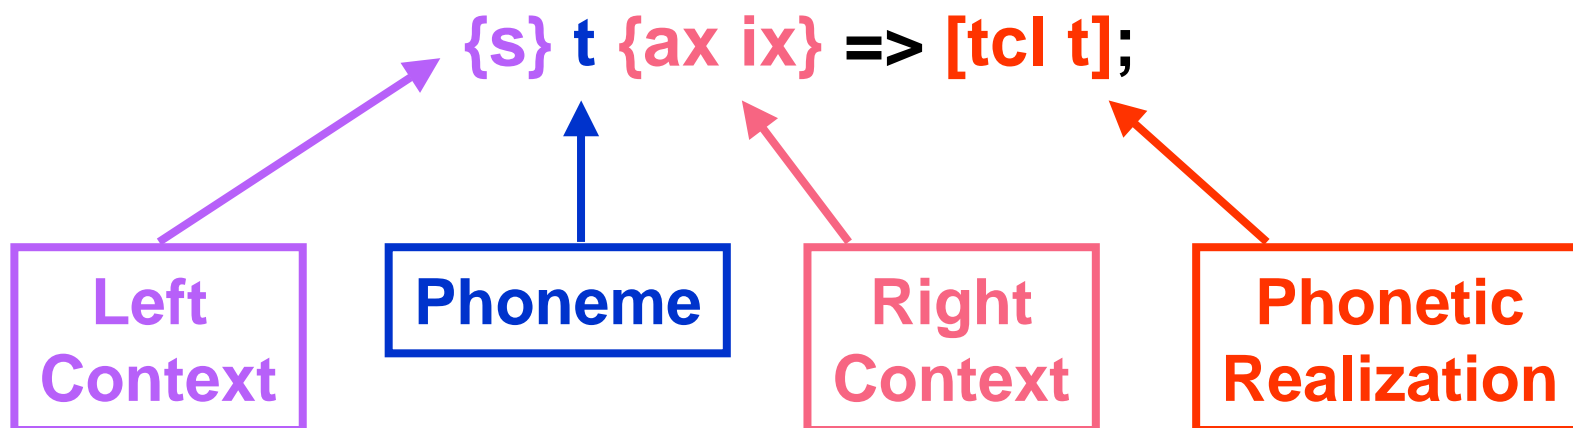 {s} t {ax ix} => [tcl t];
Left
Context
Phoneme
Right
Context
Phonetic
Realization